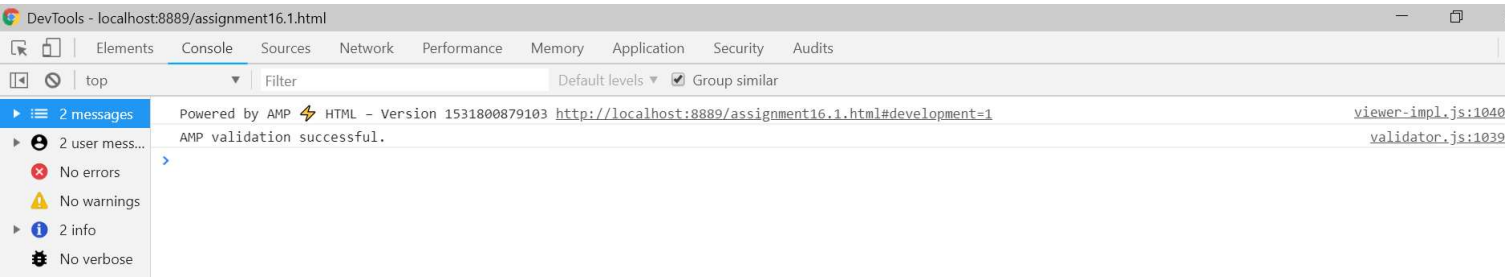 DevTools - localhost:8889/assignment16.1.html
Elements Console Sources Network Performance Memory Application Security Audits
top Filter Default levels Group similar
2 messages
2 user mess...
No errors
No warnings
2 info
No verbose
Powered by AMP ⚡ HTML – Version 1531800879103 http://localhost:8889/assignment16.1.html#development=1 viewer-impl.js:1040
AMP validation successful. validator.js:1039